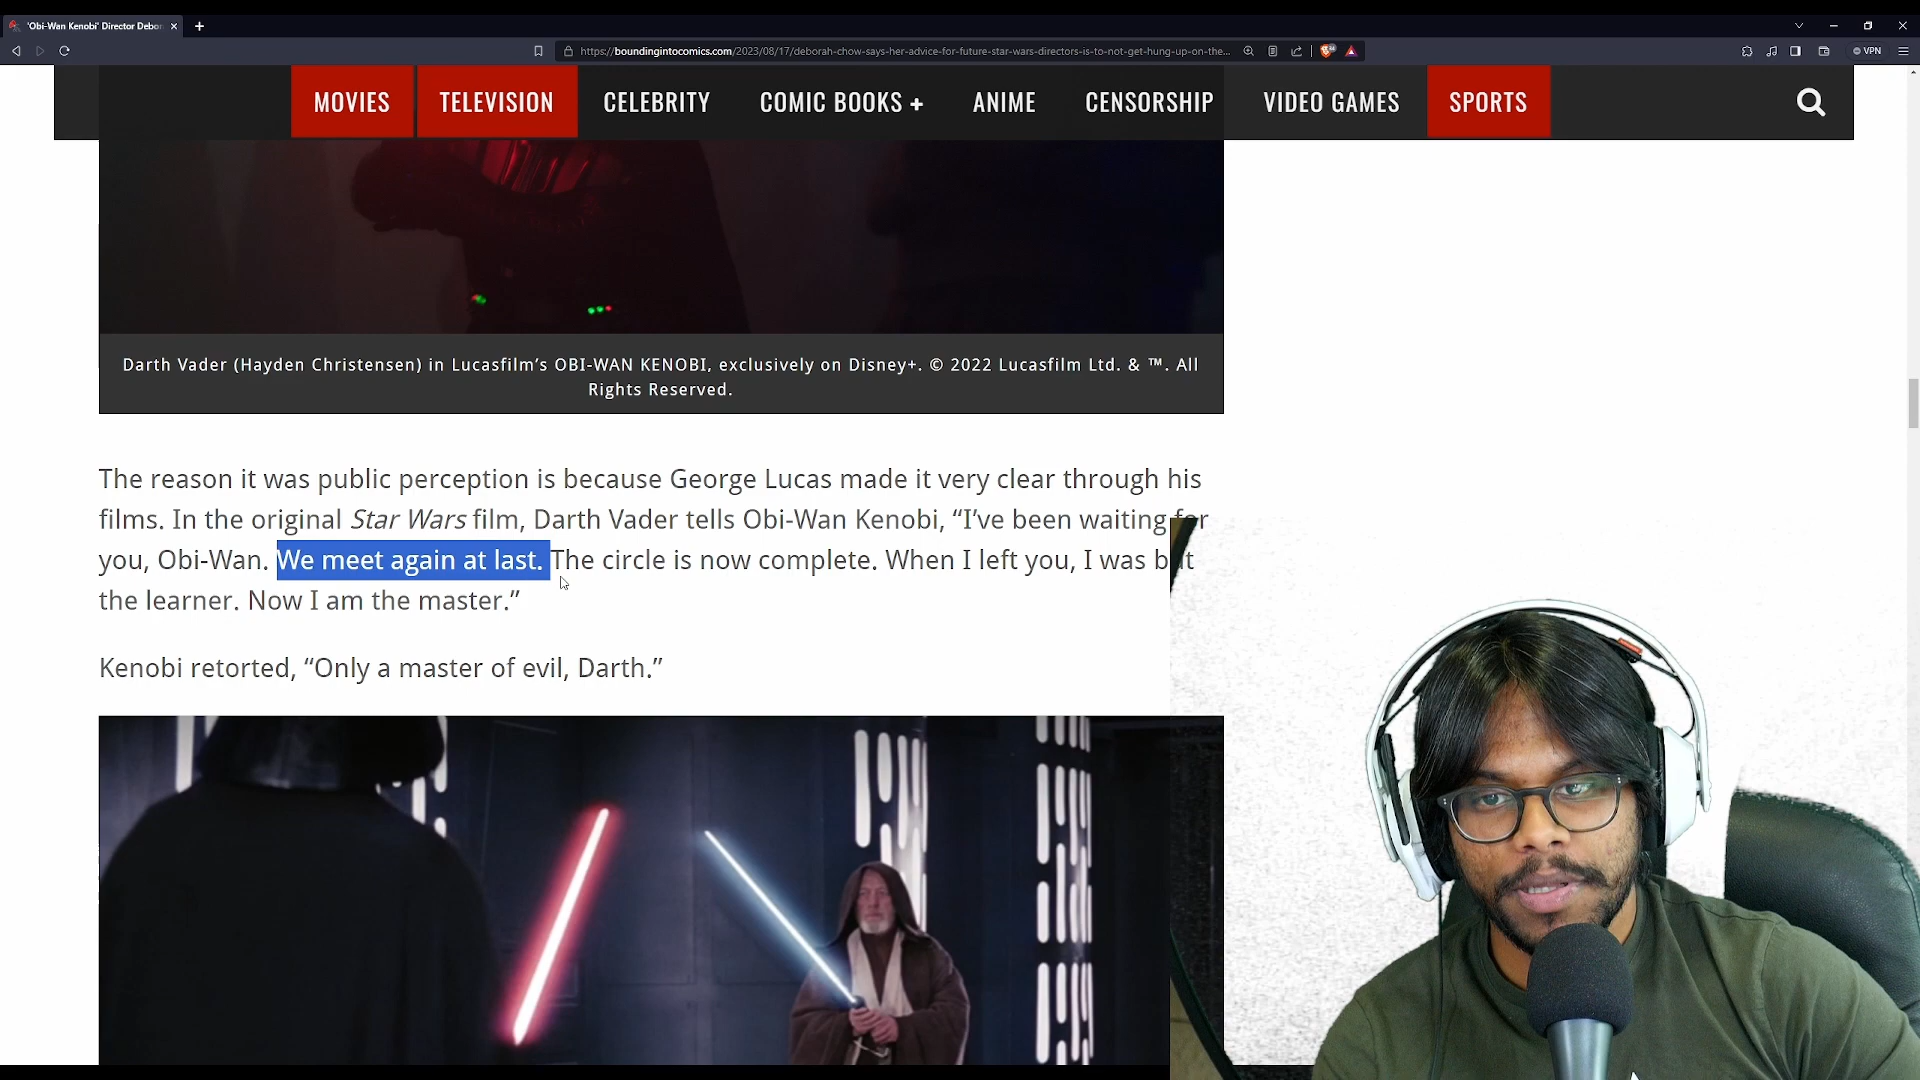 'Obi-Wan Kenobi' Director Debor
https://boundingintocomics.com/2023/08/17/deborah-chow-says-her-advice-for-future-star-wars-directors-is-to-not-get-hung-up-on-the...
VPN
MOVIES TELEVISION CELEBRITY COMIC BOOKS + ANIME CENSORSHIP VIDEO GAMES SPORTS
Darth Vader (Hayden Christensen) in Lucasfilm’s OBI-WAN KENOBI, exclusively on Disney+. © 2022 Lucasfilm Ltd. & ™. All
Rights Reserved.
The reason it was public perception is because George Lucas made it very clear through his
films. In the original Star Wars film, Darth Vader tells Obi-Wan Kenobi, “I’ve been waiting for
you, Obi-Wan. We meet again at last. The circle is now complete. When I left you, I was but
the learner. Now I am the master.”
Kenobi retorted, “Only a master of evil, Darth.”